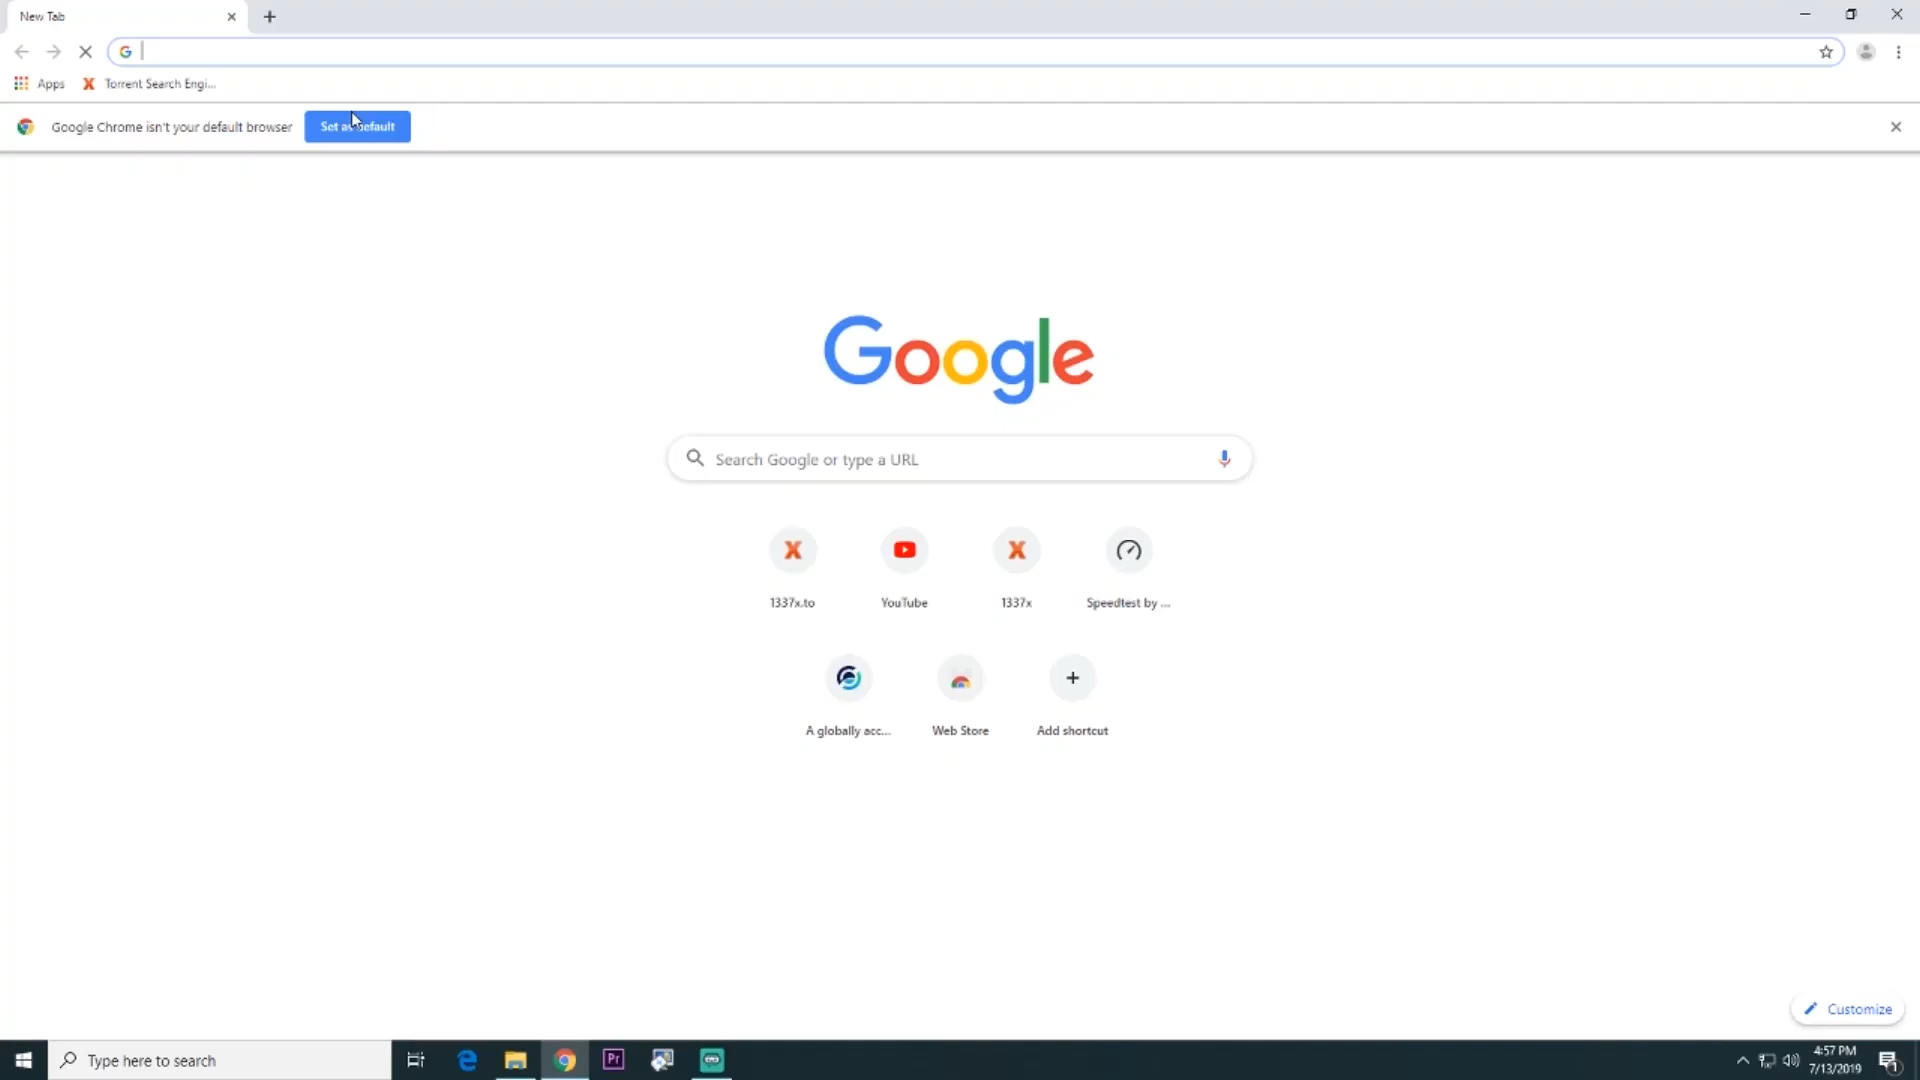 New Tab
Apps
Torrent Search Engi...
Google Chrome isn't your default browser
Set as default
Google
Search Google or type a URL
1337x.to
YouTube
1337x
Speedtest by ...
A globally acc...
Web Store
Add shortcut
Customize
Type here to search
Pr
4:57 PM
7/13/2019
1